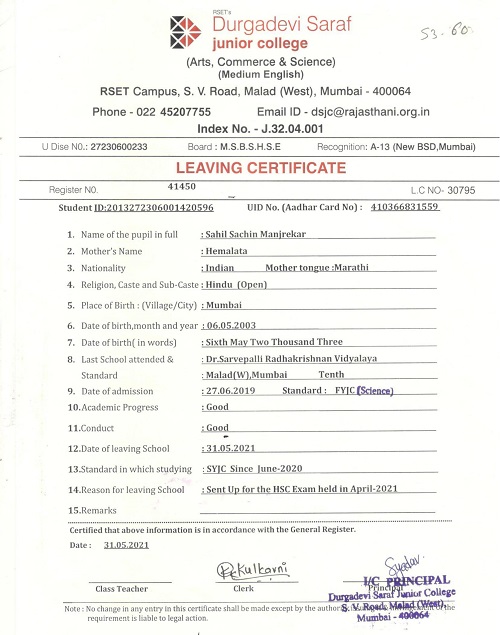 RSET's
Durgadevi Saraf
junior college
53.60
(Arts, Commerce & Science)
(Medium English)
RSET Campus, S. V. Road, Malad (West), Mumbai - 400064
Phone - 022 45207755 Email ID - dsjc@rajasthani.org.in
Index No. - J.32.04.001
U Dise N0.: 27230600233 Board : M.S.B.S.H.S.E Recognition: A-13 (New BSD,Mumbai)
LEAVING CERTIFICATE
Register N0. 41450 L.C NO- 30795
Student ID:2013272306001420596 UID No. (Aadhar Card No) : 410366831559
1. Name of the pupil in full : Sahil Sachin Manjrekar
2. Mother's Name : Hemalata
3. Nationality : Indian Mother tongue :Marathi
4. Religion, Caste and Sub-Caste : Hindu (Open)
5. Place of Birth : (Village/City) : Mumbai
6. Date of birth,month and year : 06.05.2003
7. Date of birth( in words) : Sixth May Two Thousand Three
8. Last School attended & : Dr.Sarvepalli Radhakrishnan Vidyalaya
Standard : Malad(W),Mumbai Tenth
9. Date of admission : 27.06.2019 Standard : FYJC (Science)
10.Academic Progress : Good
11.Conduct : Good
12.Date of leaving School : 31.05.2021
13.Standard in which studying : SYJC Since June-2020
14.Reason for leaving School : Sent Up for the HSC Exam held in April-2021
15.Remarks
Certified that above information is in accordance with the General Register.
Date : 31.05.2021
RKulkarni Syadav
Class Teacher Clerk Principal
I/C PRINCIPAL
Durgadevi Saraf Junior College
S. V. Road, Malad (West),
Mumbai - 400064
Note : No change in any entry in this certificate shall be made except by the authority
requirement is liable to legal action.